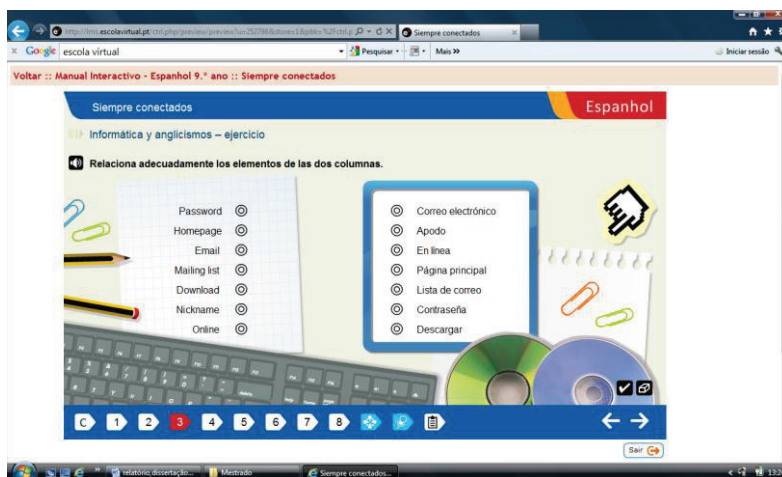 Siempre conectados
Google escola virtual Pesquisar Mais » Iniciar sessão
Voltar :: Manual Interactivo - Espanhol 9.º ano :: Siempre conectados
Siempre conectados Espanhol
Informática y anglicismos – ejercicio
Relaciona adecuadamente los elementos de las dos columnas.
Password Correo electrónico
Homepage Apodo
Email En línea
Mailing list Página principal
Download Lista de correo
Nickname Contraseña
Online Descargar
C 1 2 3 4 5 6 7 8
Sair
relatório,dissertação... Mestrado Siempre conectados...